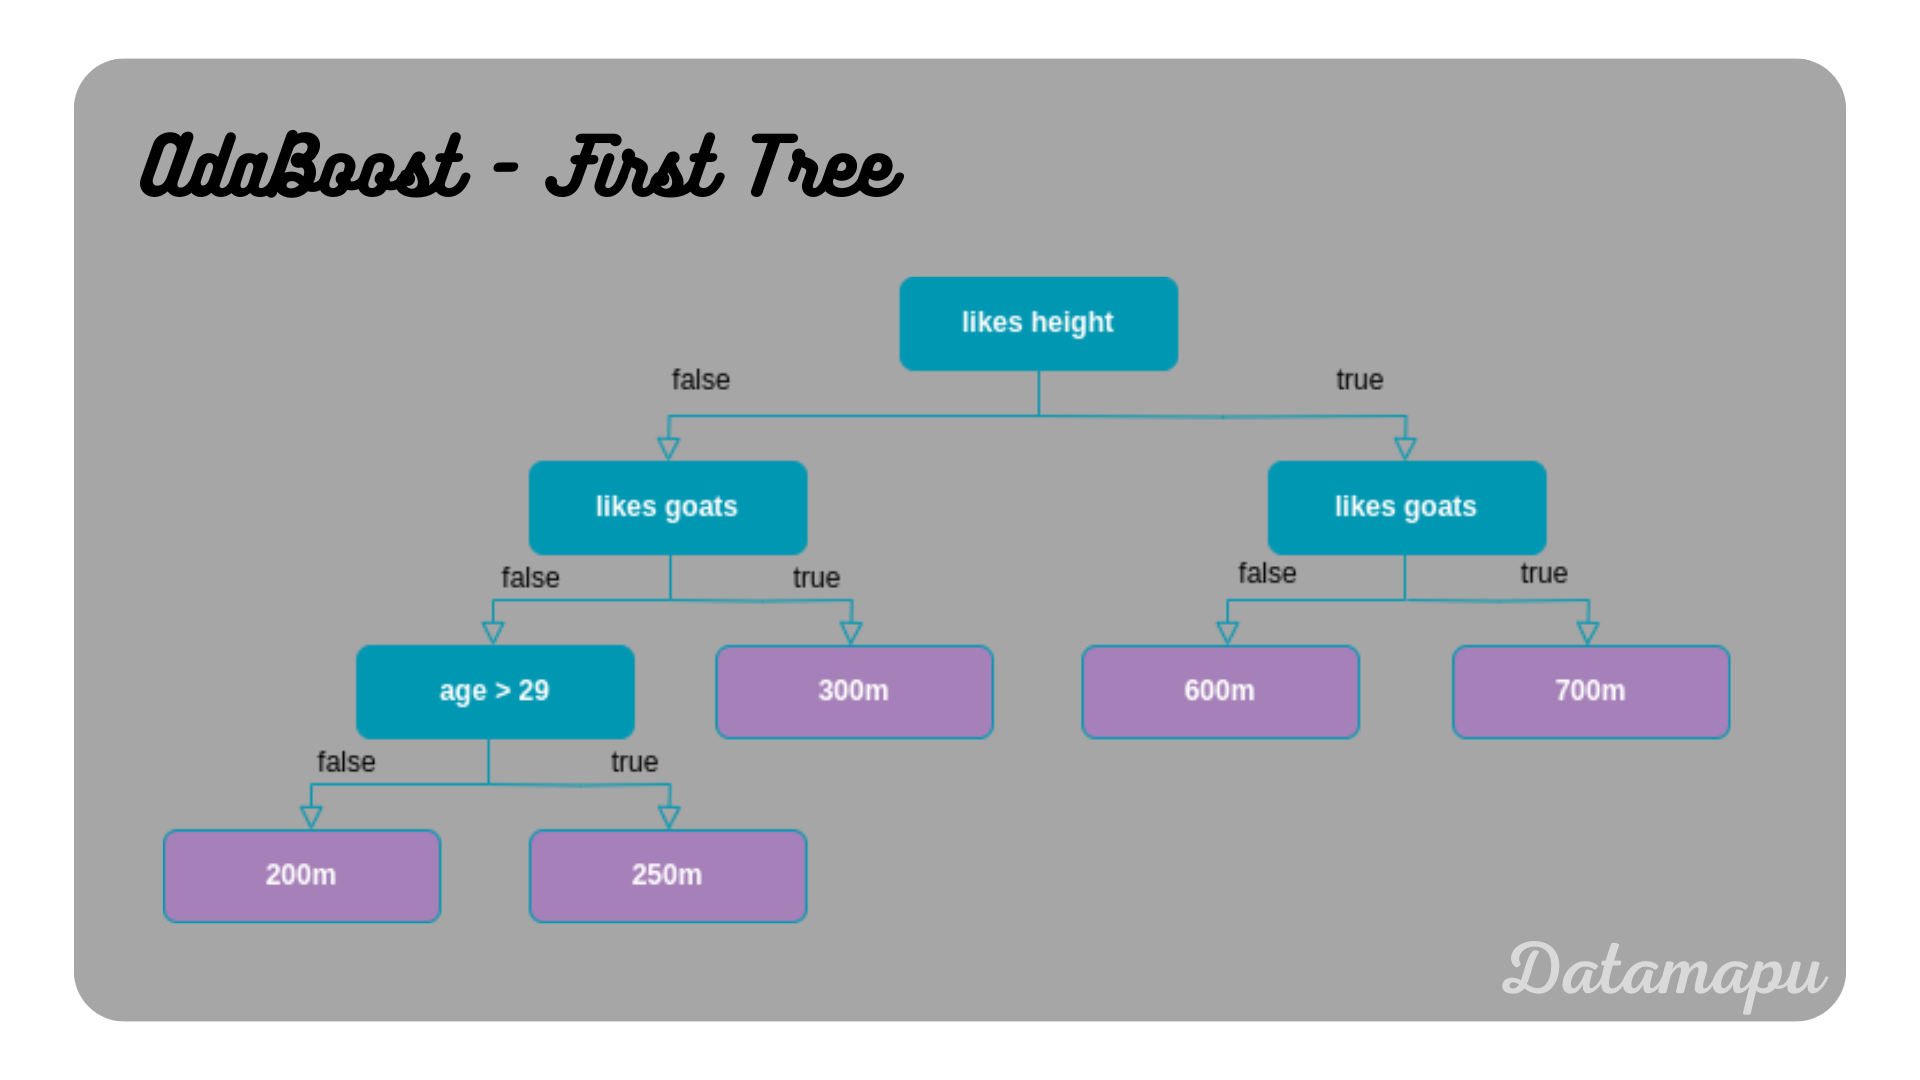 AdaBoost - First Tree
likes height
false
true
likes goats
likes goats
false
true
false
true
age > 29
300m
600m
700m
false
true
200m
250m
Datamapu